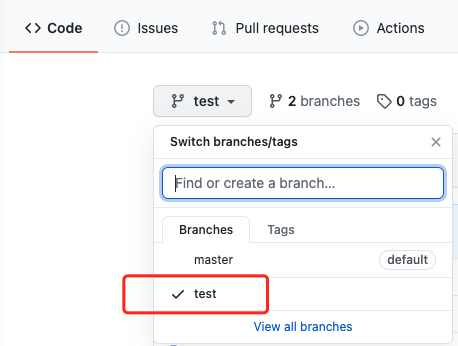 Code Issues Pull requests Actions
test 2 branches 0 tags
Switch branches/tags
Find or create a branch...
Branches Tags
master default
test
View all branches